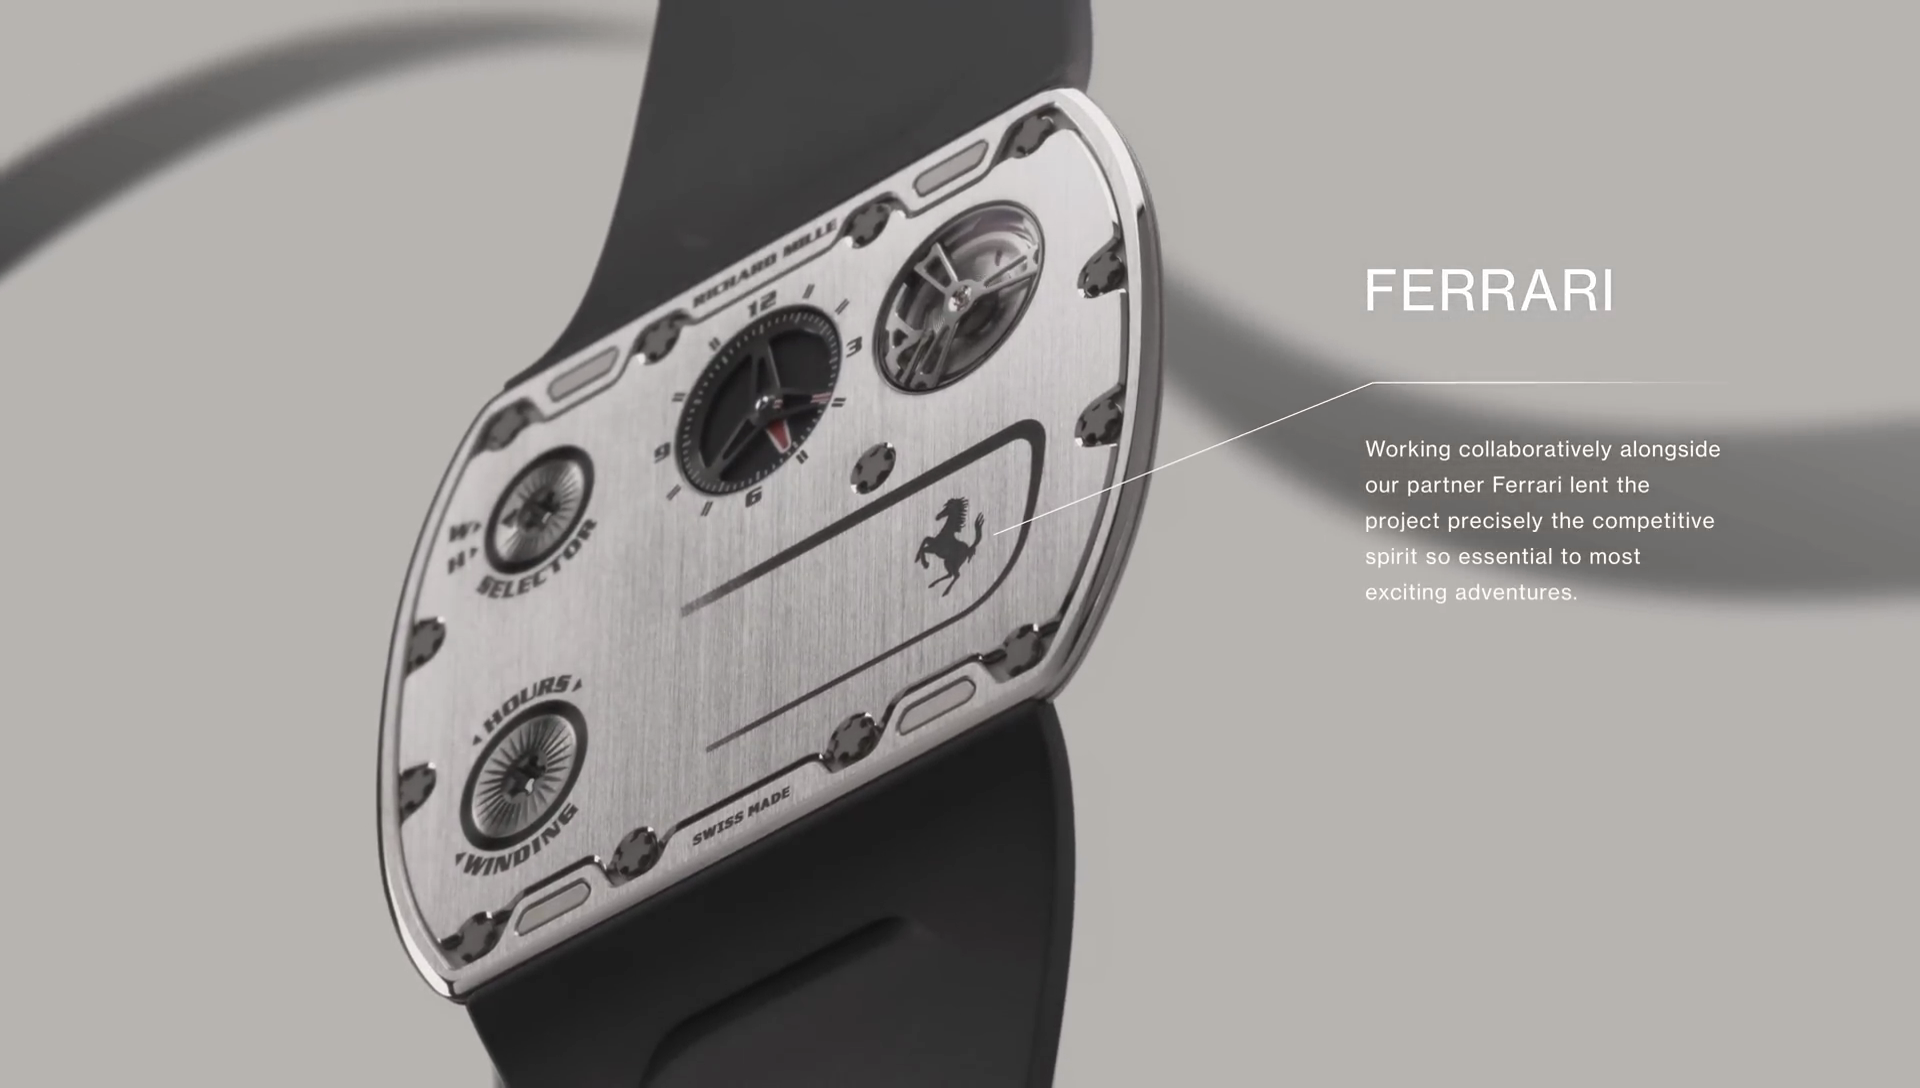 RICHARD MILLE
12
3
9
6
W
H
SELECTOR
HOURS
WINDING
SWISS MADE
FERRARI
Working collaboratively alongside
our partner Ferrari lent the
project precisely the competitive
spirit so essential to most
exciting adventures.